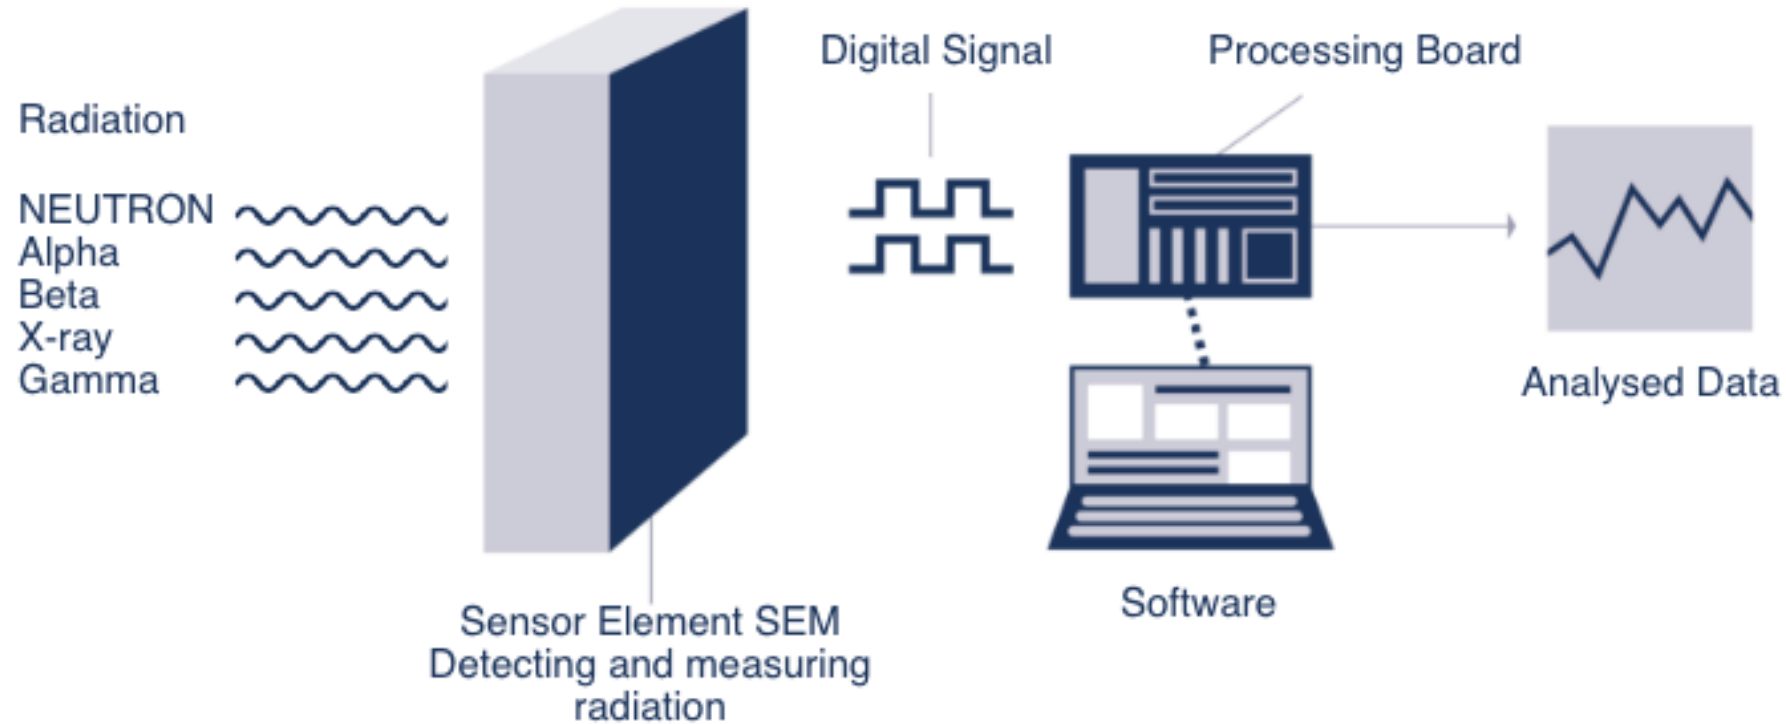 Radiation
NEUTRON
Alpha
Beta
X-ray
Gamma
Sensor Element SEM
Detecting and measuring
radiation
Digital Signal
Processing Board
Software
Analysed Data